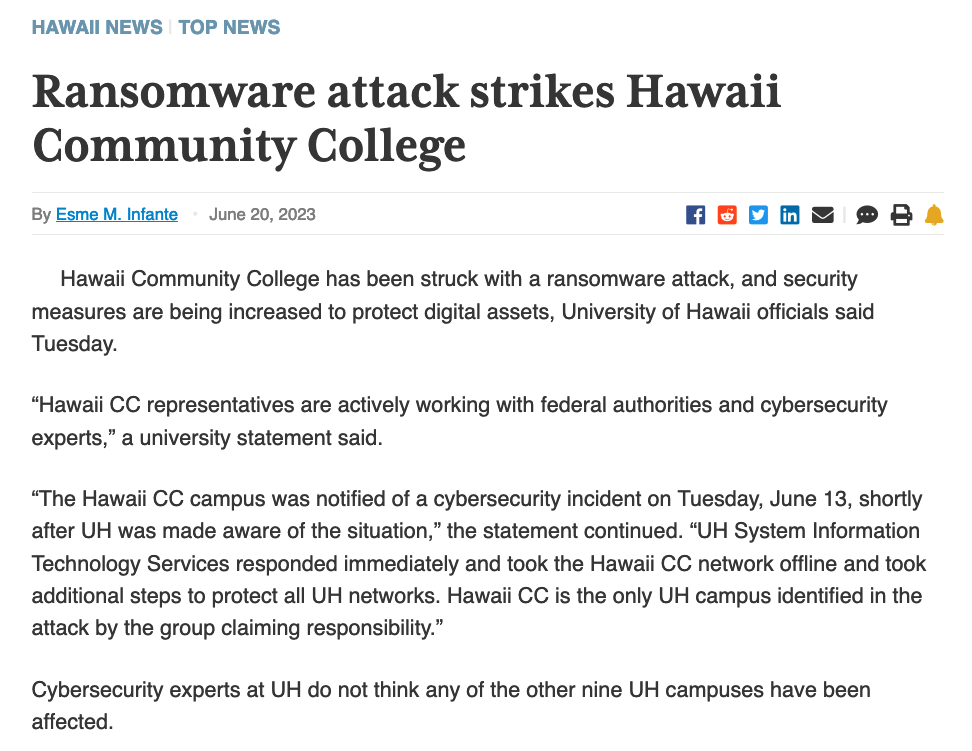 HAWAII NEWS | TOP NEWS
Ransomware attack strikes Hawaii
Community College
By Esme M. Infante • June 20, 2023
Hawaii Community College has been struck with a ransomware attack, and security
measures are being increased to protect digital assets, University of Hawaii officials said
Tuesday.
“Hawaii CC representatives are actively working with federal authorities and cybersecurity
experts,” a university statement said.
“The Hawaii CC campus was notified of a cybersecurity incident on Tuesday, June 13, shortly
after UH was made aware of the situation,” the statement continued. “UH System Information
Technology Services responded immediately and took the Hawaii CC network offline and took
additional steps to protect all UH networks. Hawaii CC is the only UH campus identified in the
attack by the group claiming responsibility.”
Cybersecurity experts at UH do not think any of the other nine UH campuses have been
affected.